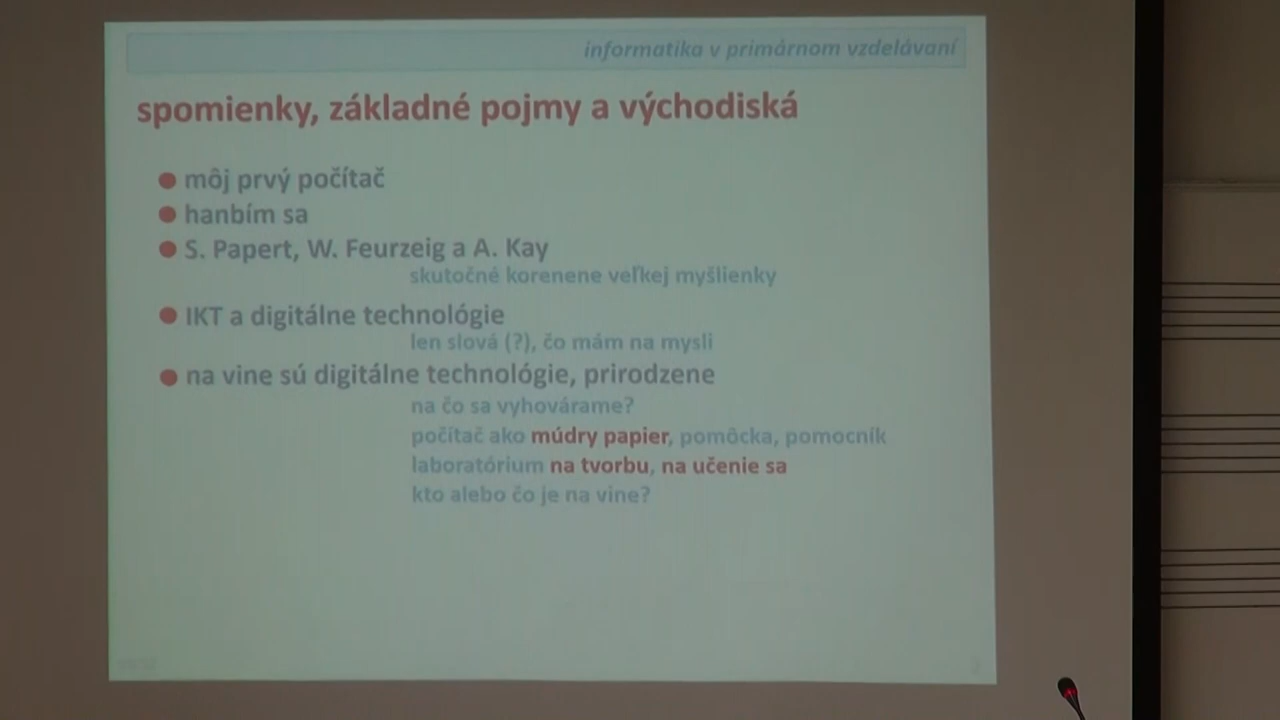 informatika v primárnom vzdelávaní
spomienky, základné pojmy a východiská
môj prvý počítač
hanbím sa
S. Papert, W. Feurzeig a A. Kay
skutočné korenene veľkej myšlienky
IKT a digitálne technológie
len slová (?), čo mám na mysli
na vine sú digitálne technológie, prirodzene
na čo sa vyhovárame?
počítač ako múdry papier, pomôcka, pomocník
laboratórium na tvorbu, na učenie sa
kto alebo čo je na vine?